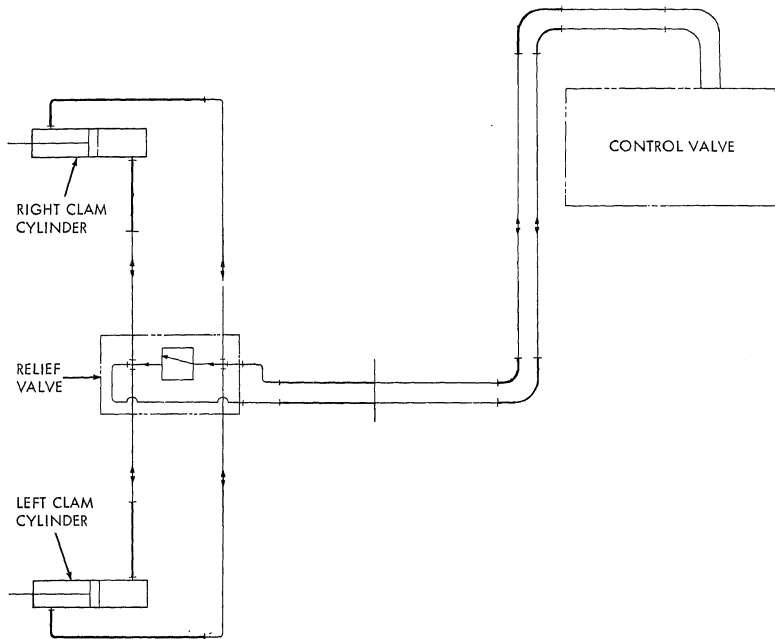 CONTROL VALVE
RIGHT CLAM
CYLINDER
RELIEF
VALVE
LEFT CLAM
CYLINDER